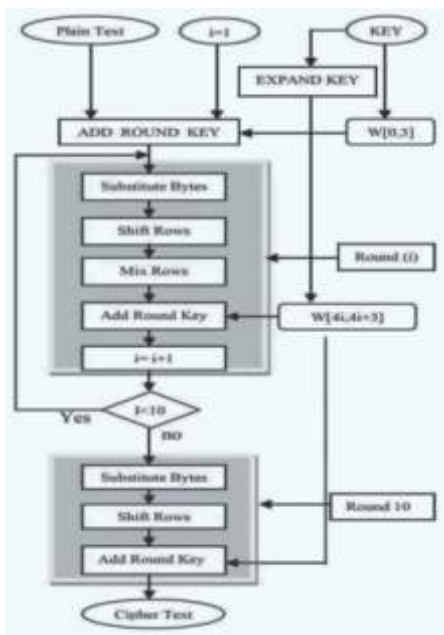 Plain Text
i=1
KEY
EXPAND KEY
ADD ROUND KEY
W[0,3]
Substitute Bytes
Shift Rows
Mix Rows
Add Round Key
i= i+1
Round (i)
W[4i,4i+3]
I<10
Yes
no
Substitute Bytes
Shift Rows
Add Round Key
Round 10
Cipher Text